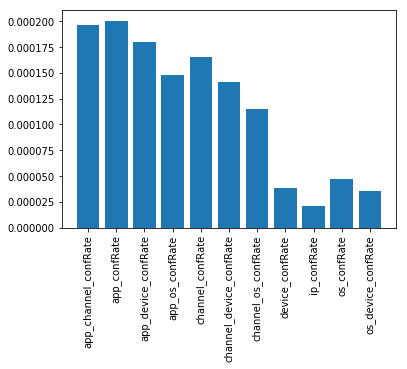 0.000200
0.000175
0.000150
0.000125
0.000100
0.000075
0.000050
0.000025
0.000000
app_channel_confRate
app_confRate
app_device_confRate
app_os_confRate
channel_confRate
channel_device_confRate
channel_os_confRate
device_confRate
ip_confRate
os_confRate
os_device_confRate